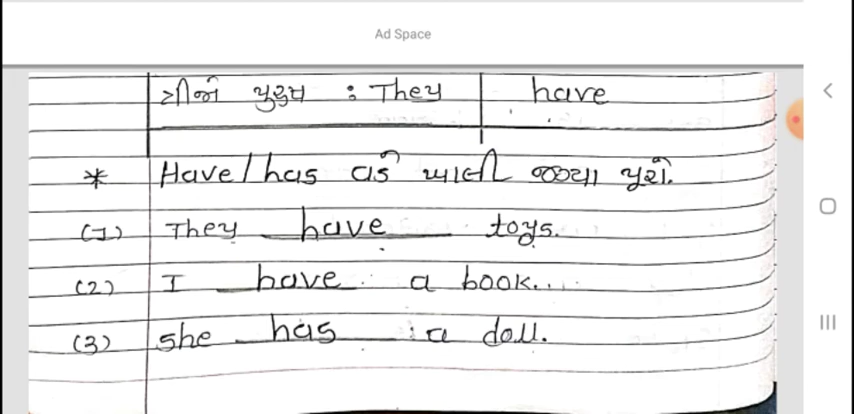 Ad Space
ત્રીજો પુરુષ : They have
* Have/has વડે ખાલી જગ્યા પુરો.
(1) They have toys.
(2) I have a book...
(3) she has a doll.